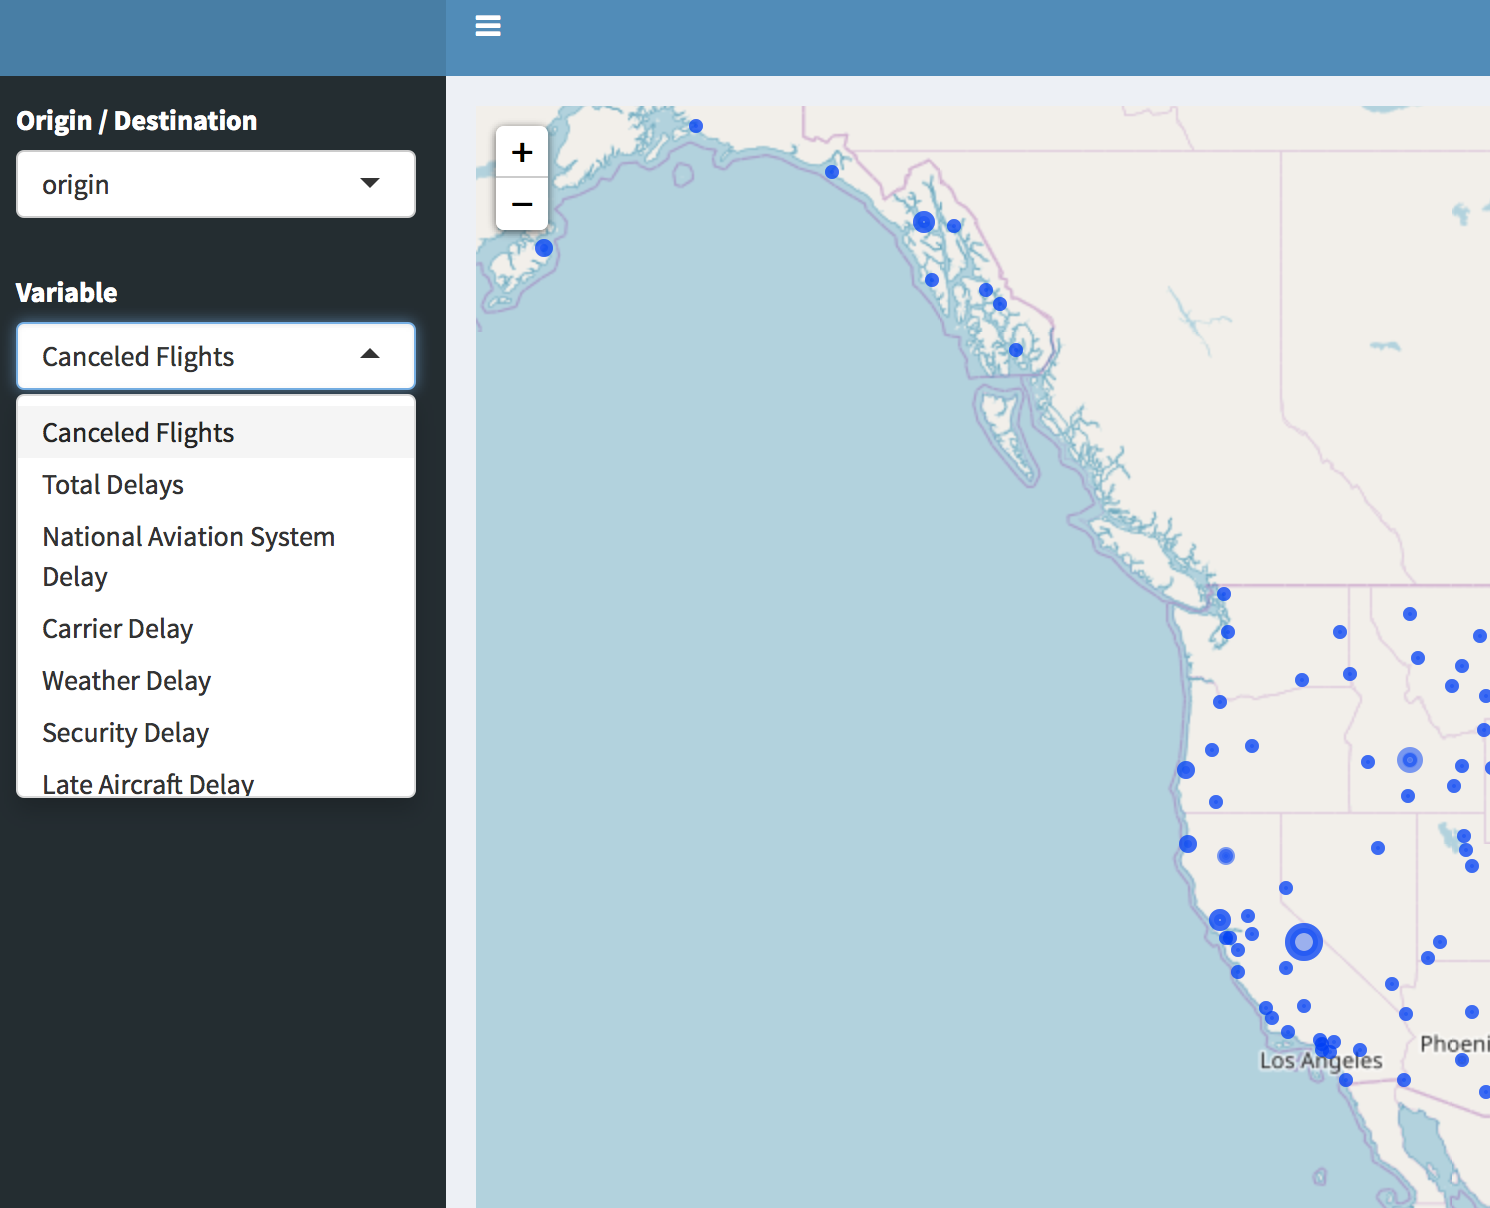 Origin / Destination
origin
Variable
Canceled Flights
Canceled Flights
Total Delays
National Aviation System
Delay
Carrier Delay
Weather Delay
Security Delay
Late Aircraft Delay
+
−
Phoeni
Los Angeles